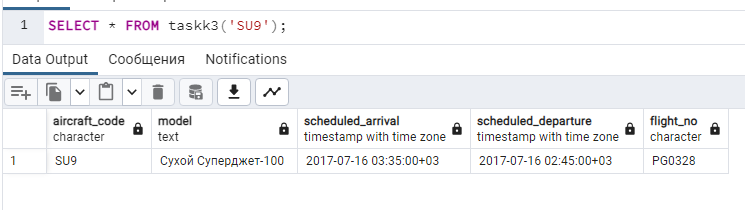 1 SELECT * FROM taskk3('SU9');
Data Output Сообщения Notifications
aircraft_code model scheduled_arrival scheduled_departure flight_no
character text timestamp with time zone timestamp with time zone character
1 SU9 Сухой Суперджет-100 2017-07-16 03:35:00+03 2017-07-16 02:45:00+03 PG0328